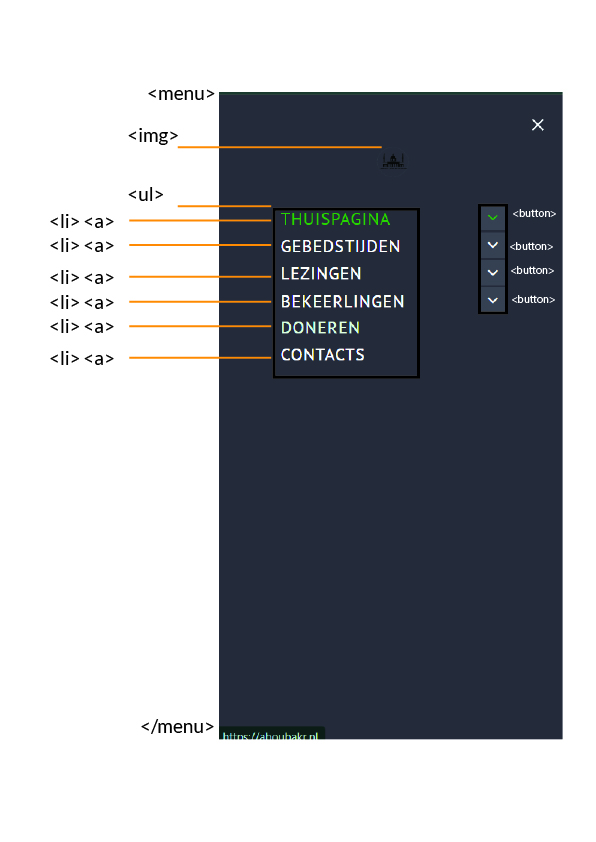 <menu>
<img>
<ul>
<li> <a> THUISPAGINA <button>
<li> <a> GEBEDSTIJDEN <button>
<li> <a> LEZINGEN <button>
<li> <a> BEKEERLINGEN <button>
<li> <a> DONEREN
<li> <a> CONTACTS
</menu>
https://aboubakr.nl